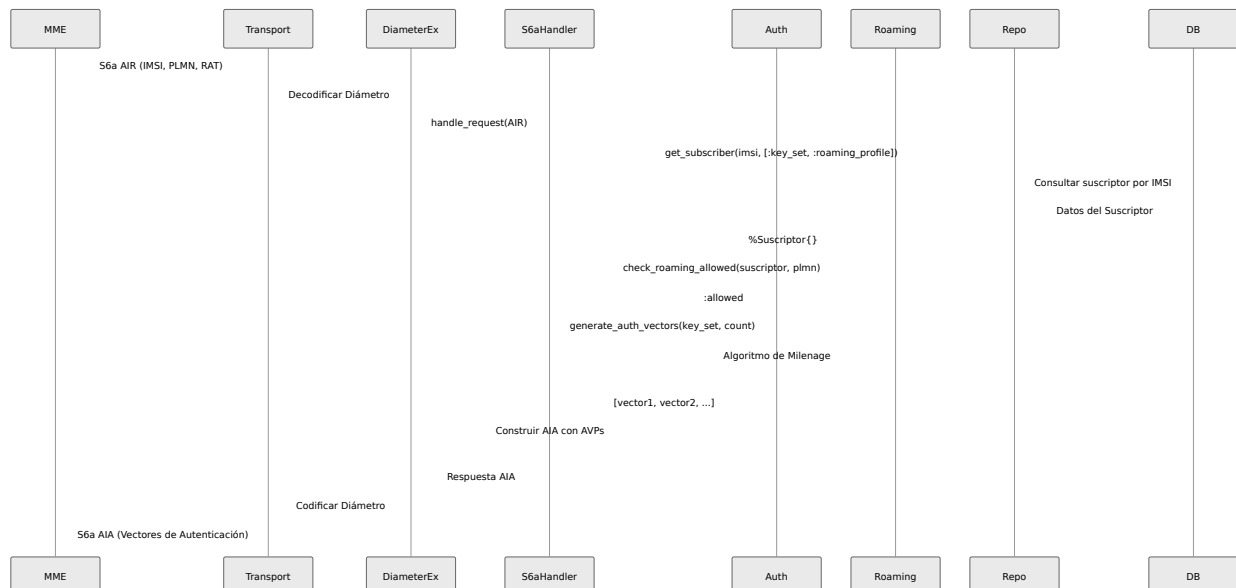 MME
Transport
DiameterEx
S6aHandler
Auth
Roaming
Repo
DB
S6a AIR (IMSI, PLMN, RAT)
Decodificar Diámetro
handle_request(AIR)
get_subscriber(imsi, [:key_set, :roaming_profile])
Consultar suscriptor por IMSI
Datos del Suscriptor
%Suscriptor{}
check_roaming_allowed(suscriptor, plmn)
:allowed
generate_auth_vectors(key_set, count)
Algoritmo de Milenage
[vector1, vector2, ...]
Construir AIA con AVPs
Respuesta AIA
Codificar Diámetro
S6a AIA (Vectores de Autenticación)
MME
Transport
DiameterEx
S6aHandler
Auth
Roaming
Repo
DB